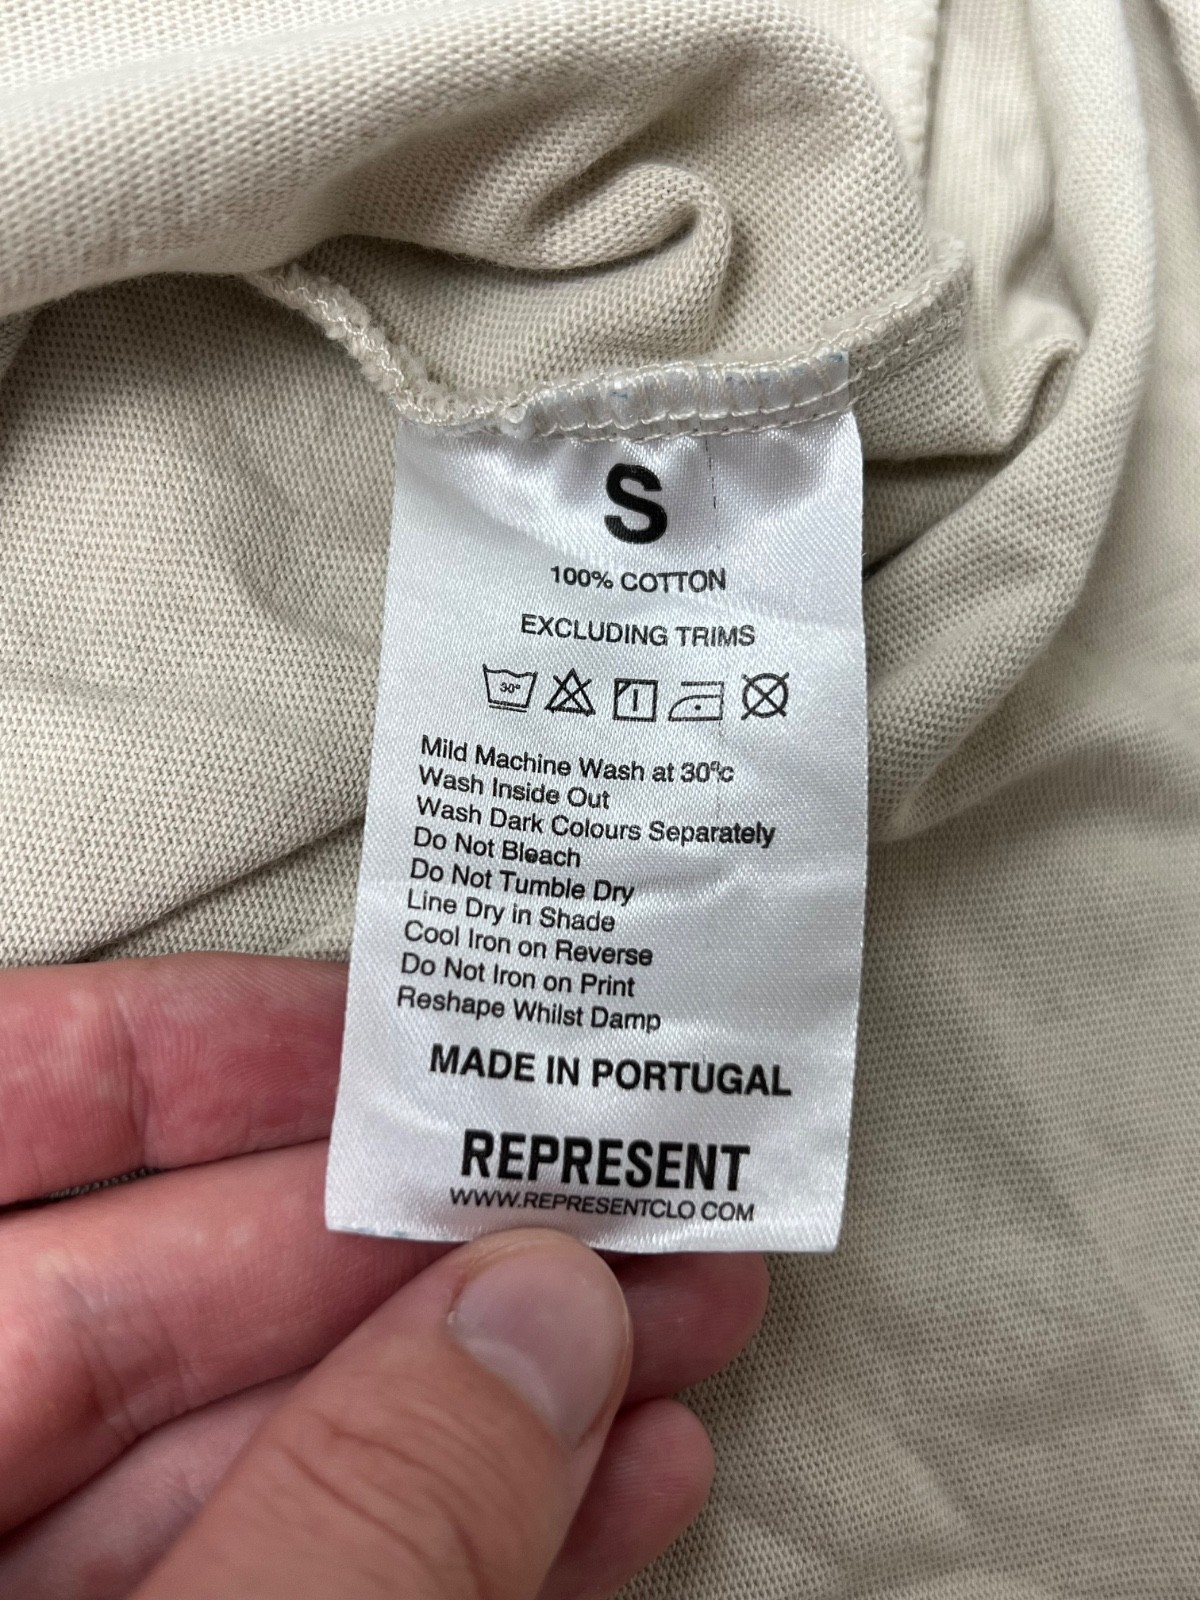 S
100% COTTON
EXCLUDING TRIMS
30°
Mild Machine Wash at 30°c
Wash Inside Out
Wash Dark Colours Separately
Do Not Bleach
Do Not Tumble Dry
Line Dry in Shade
Cool Iron on Reverse
Do Not Iron on Print
Reshape Whilst Damp
MADE IN PORTUGAL
REPRESENT
WWW.REPRESENTCLO.COM